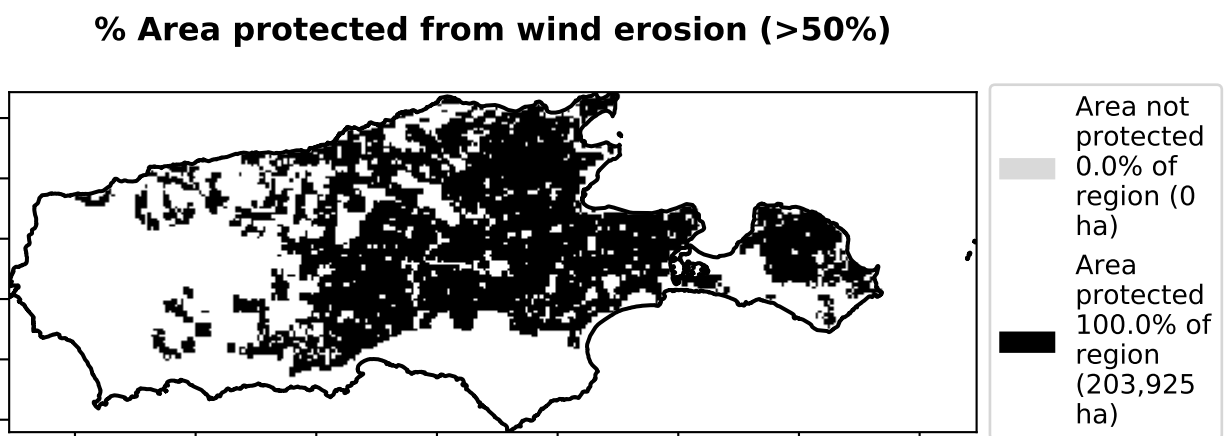 % Area protected from wind erosion (>50%)
Area not
protected
0.0% of
region (0
ha)
Area
protected
100.0% of
region
(203,925
ha)